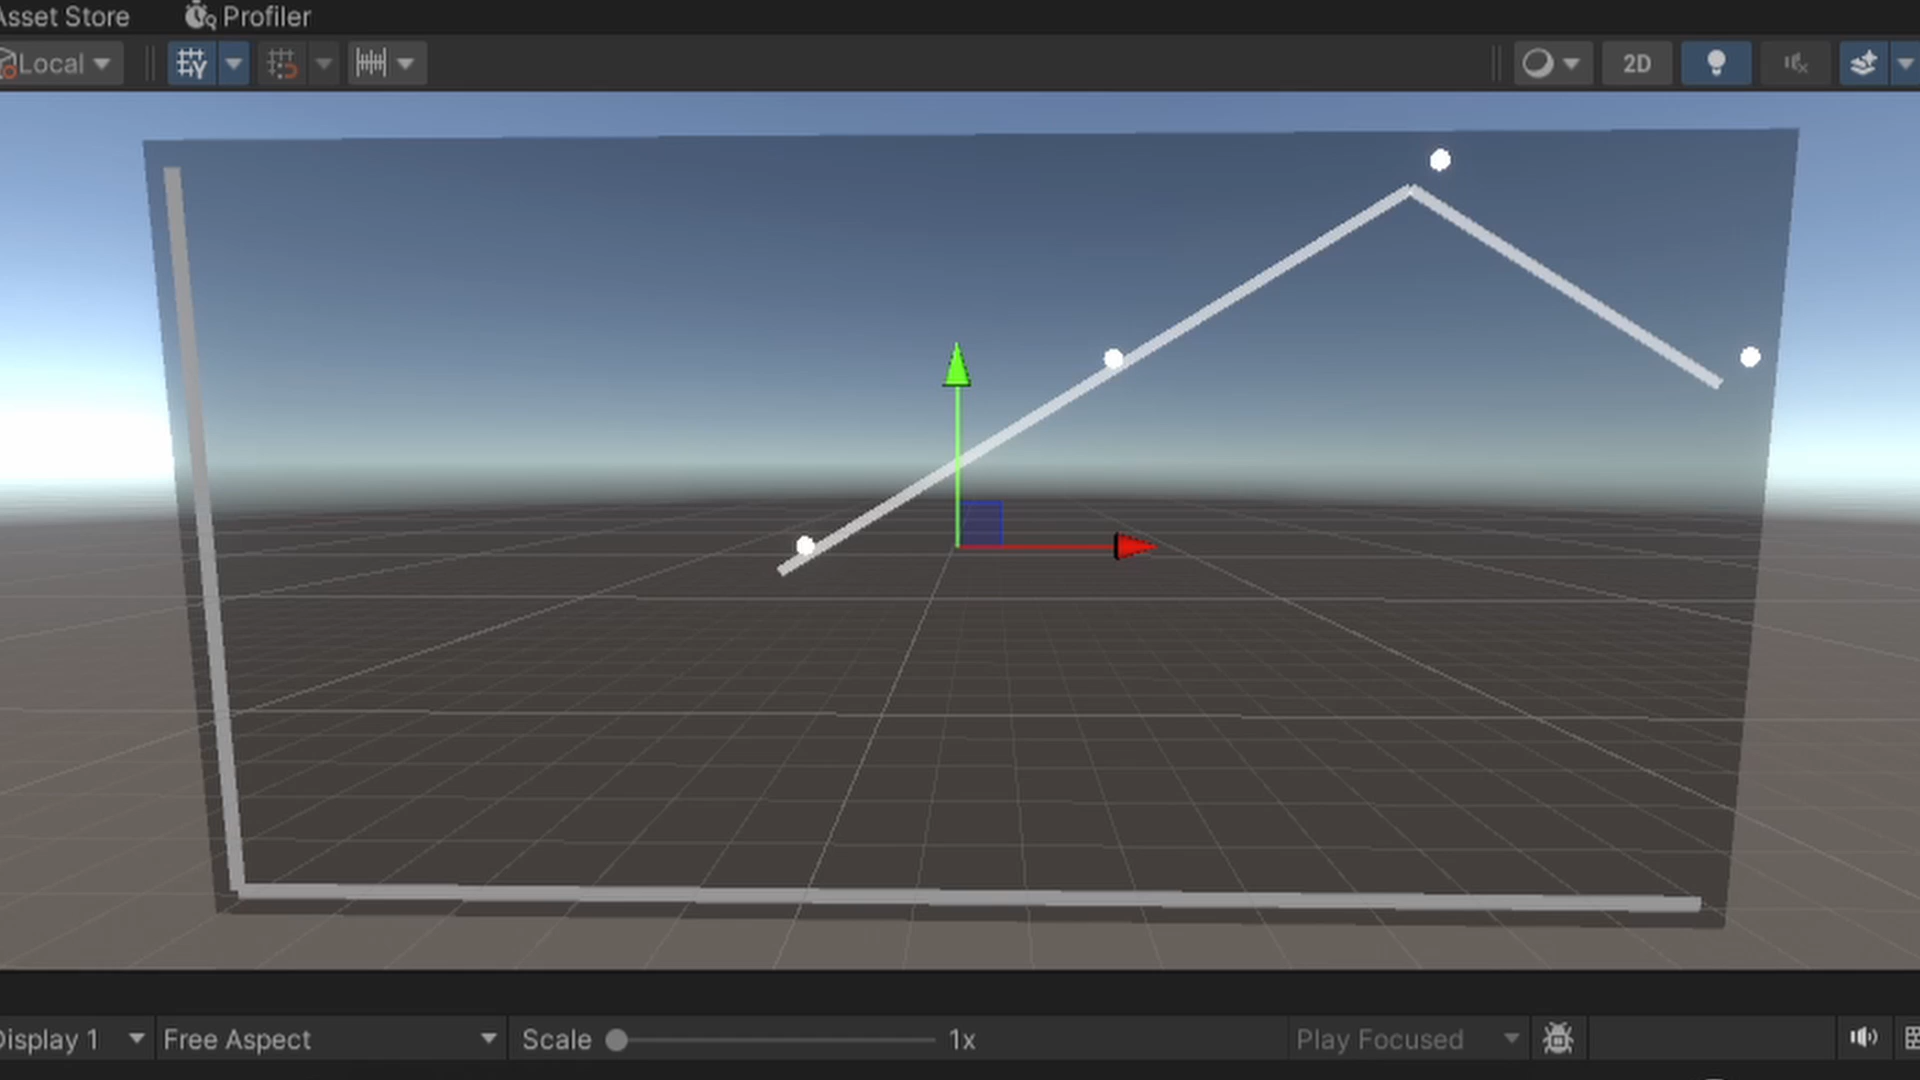 Asset Store Profiler
Local 2D
Display 1 Free Aspect Scale 1x Play Focused